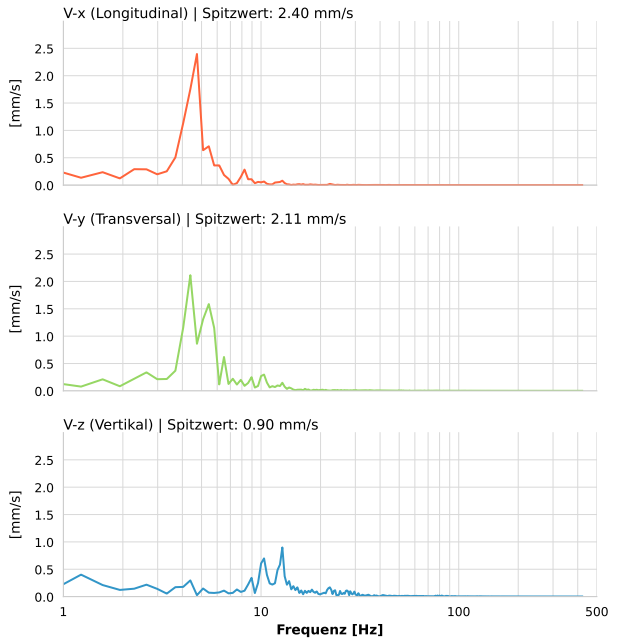 V-x (Longitudinal) | Spitzwert: 2.40 mm/s
2.5
2.0
1.5
1.0
0.5
0.0
[mm/s]
V-y (Transversal) | Spitzwert: 2.11 mm/s
2.5
2.0
1.5
1.0
0.5
0.0
[mm/s]
V-z (Vertikal) | Spitzwert: 0.90 mm/s
2.5
2.0
1.5
1.0
0.5
0.0
[mm/s]
1 10 100 500
Frequenz [Hz]